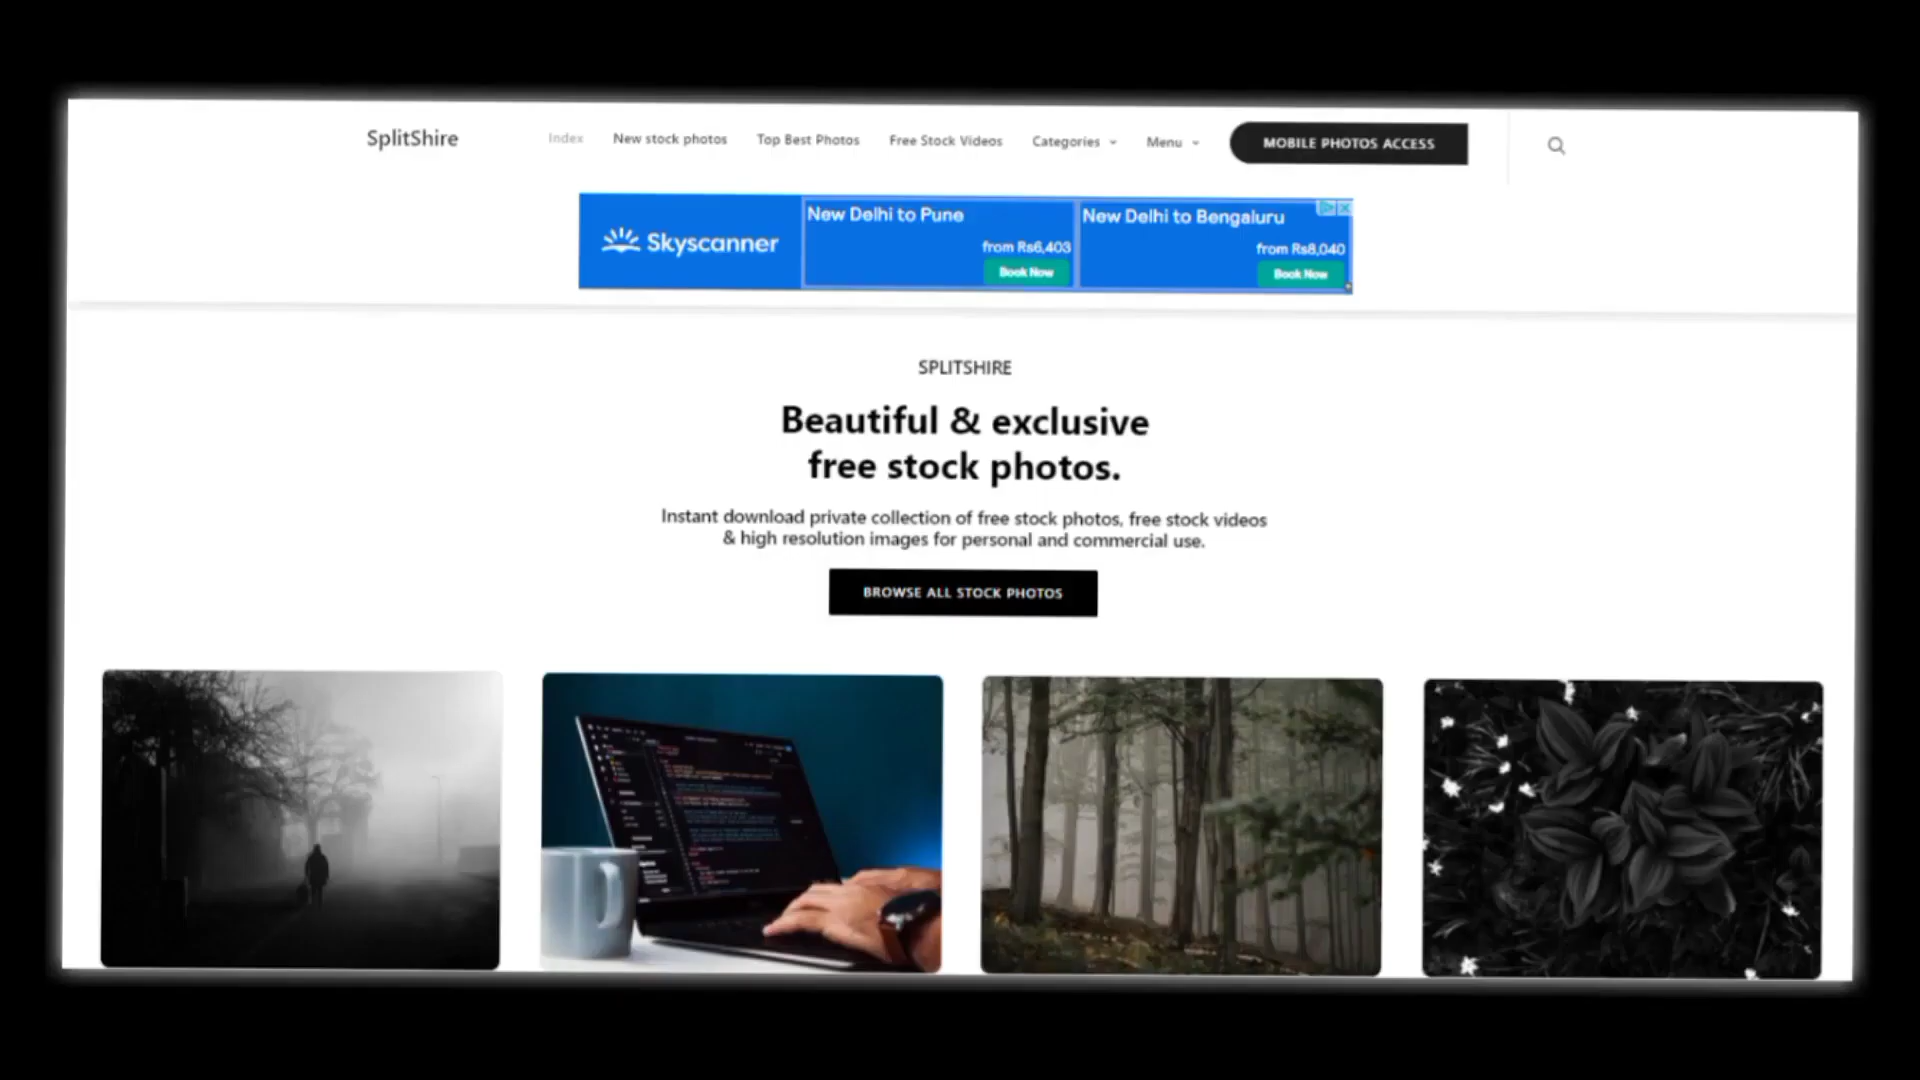 SplitShire
Index
New stock photos
Top Best Photos
Free Stock Videos
Categories
Menu
MOBILE PHOTOS ACCESS
Skyscanner
New Delhi to Pune
from Rs6,403
Book Now
New Delhi to Bengaluru
from Rs8,040
Book Now
SPLITSHIRE
Beautiful & exclusive
free stock photos.
Instant download private collection of free stock photos, free stock videos
& high resolution images for personal and commercial use.
BROWSE ALL STOCK PHOTOS